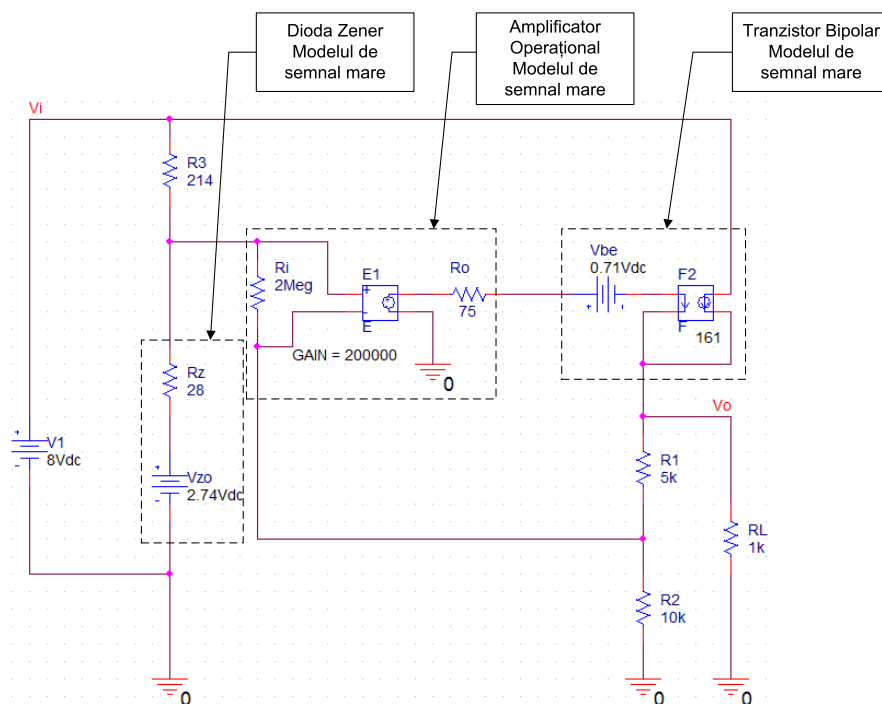 Dioda Zener
Modelul de
semnal mare
Amplificator
Operațional
Modelul de
semnal mare
Tranzistor Bipolar
Modelul de
semnal mare
Vi
R3
214
Ri
2Meg
E1
+
-
E
Ro
75
GAIN = 200000
0
Vbe
0.71Vdc
+
-
F2
F
161
Rz
28
V1
8Vdc
+
-
Vzo
2.74Vdc
+
-
Vo
R1
5k
RL
1k
R2
10k
0
0
0